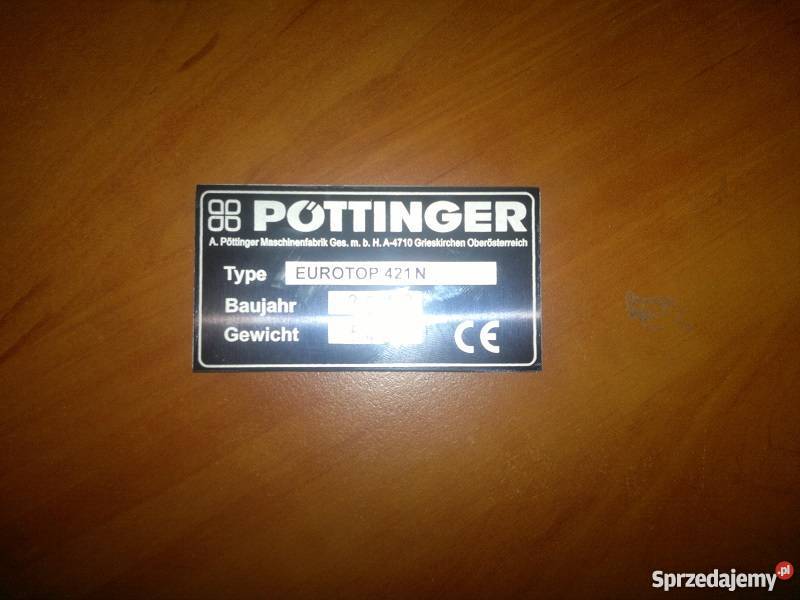 PÖTTINGER
A. Pöttinger Maschinenfabrik Ges. m. b. H. A-4710 Grieskirchen Oberösterreich
Type EUROTOP 421 N
Baujahr
Gewicht
CE
Sprzedajemy.pl